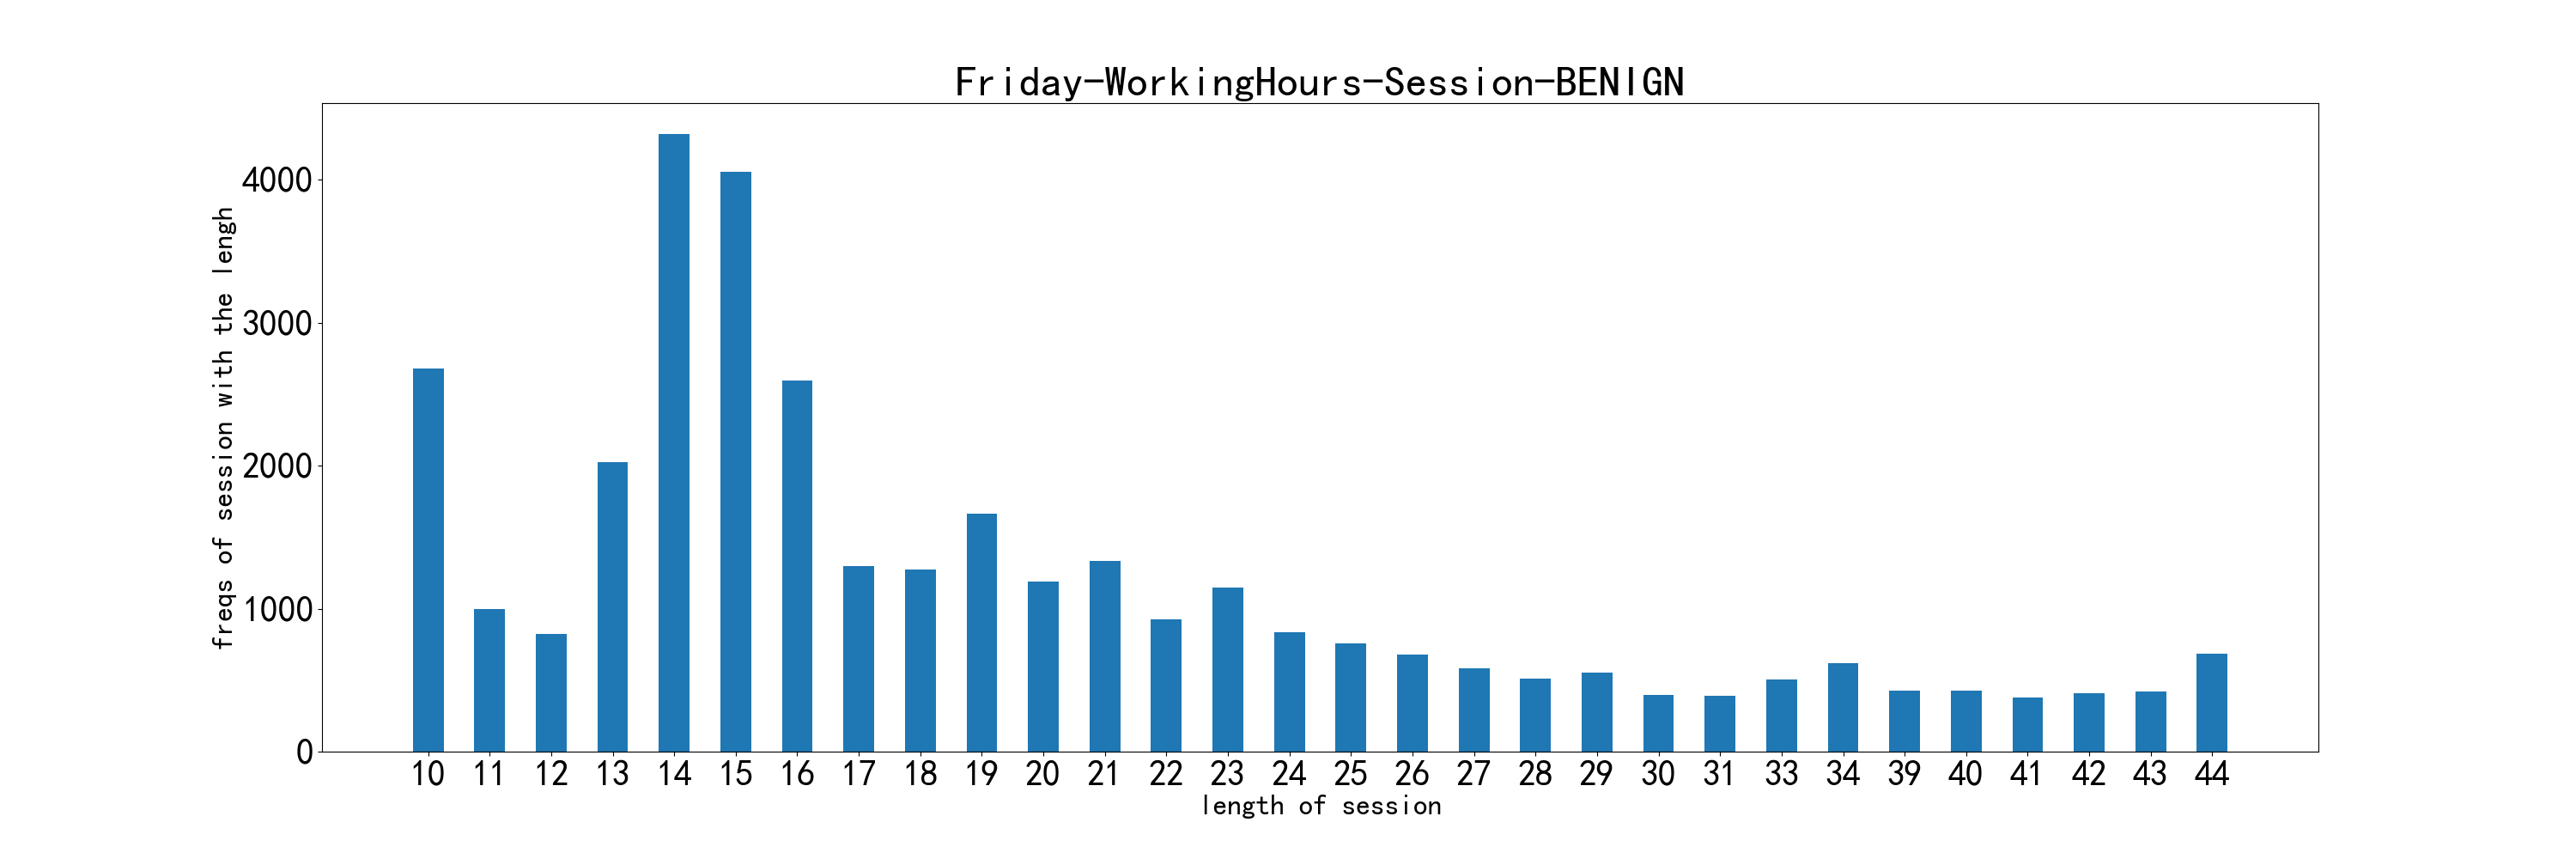 Friday-WorkingHours-Session-BENIGN
freqs of session with the lengh
4000
3000
2000
1000
0
10 11 12 13 14 15 16 17 18 19 20 21 22 23 24 25 26 27 28 29 30 31 33 34 39 40 41 42 43 44
length of session